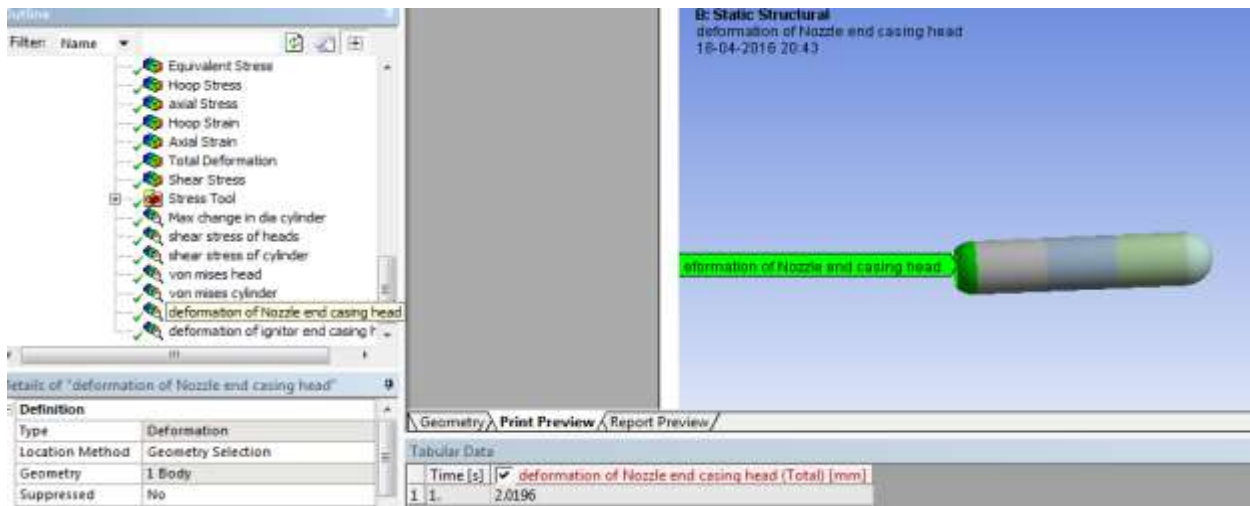 Outline
Filter: Name
Equivalent Stress
Hoop Stress
axial Stress
Hoop Strain
Axial Strain
Total Deformation
Shear Stress
Stress Tool
Max change in dia cylinder
shear stress of heads
shear stress of cylinder
von mises head
von mises cylinder
deformation of Nozzle end casing head
deformation of ignitor end casing h
Details of "deformation of Nozzle end casing head"
Definition
Type Deformation
Location Method Geometry Selection
Geometry 1 Body
Suppressed No
B: Static Structural
deformation of Nozzle end casing head
16-04-2016 20:43
eformation of Nozzle end casing head
Geometry Print Preview Report Preview
Tabular Data
Time [s] deformation of Nozzle end casing head (Total) [mm]
1 1. 2.0196